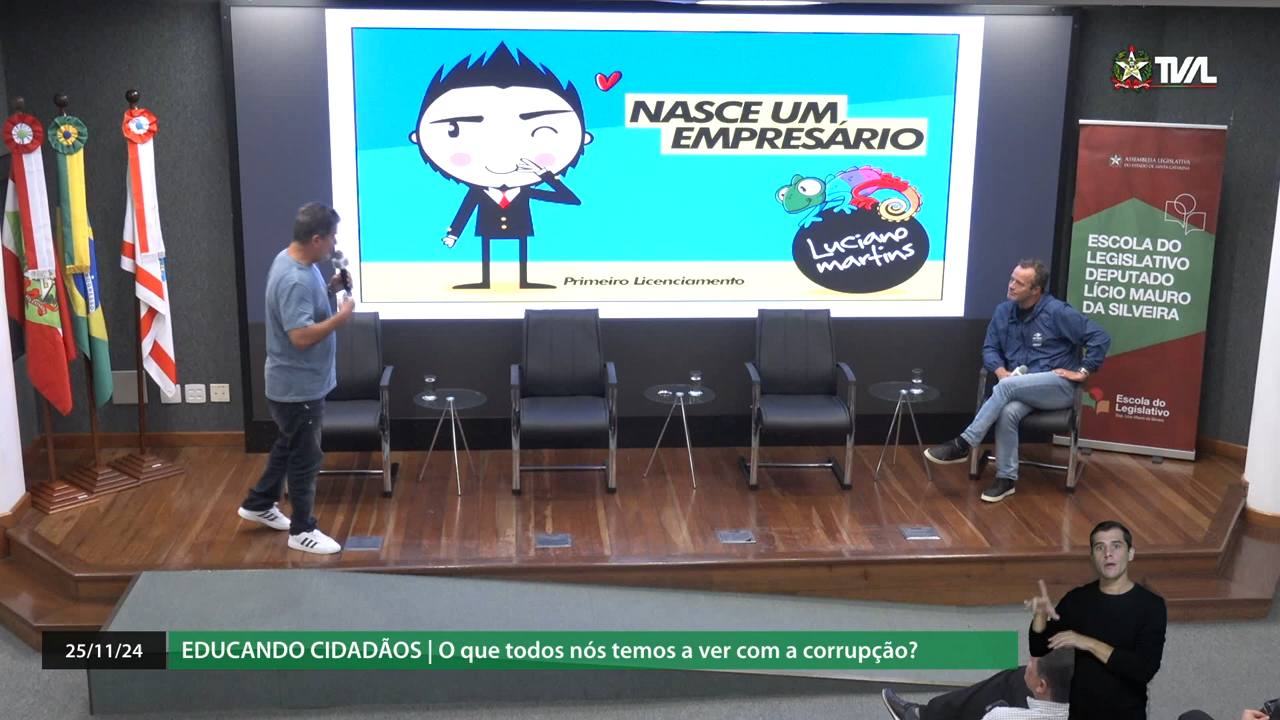 TVAL
NASCE UM
EMPRESÁRIO
Luciano
martins
Primeiro Licenciamento
ASSEMBLEIA LEGISLATIVA
DO ESTADO DE SANTA CATARINA
ESCOLA DO
LEGISLATIVO
DEPUTADO
LÍCIO MAURO
DA SILVEIRA
Escola do
Legislativo
25/11/24
EDUCANDO CIDADÃOS | O que todos nós temos a ver com a corrupção?